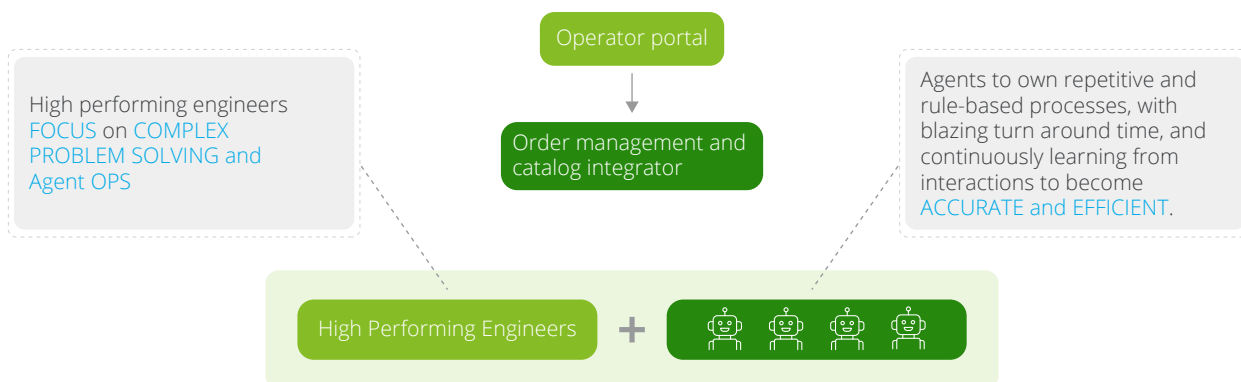 Operator portal
High performing engineers
FOCUS on COMPLEX
PROBLEM SOLVING and
Agent OPS
Order management and
catalog integrator
Agents to own repetitive and
rule-based processes, with
blazing turn around time, and
continuously learning from
interactions to become
ACCURATE and EFFICIENT.
High Performing Engineers
+